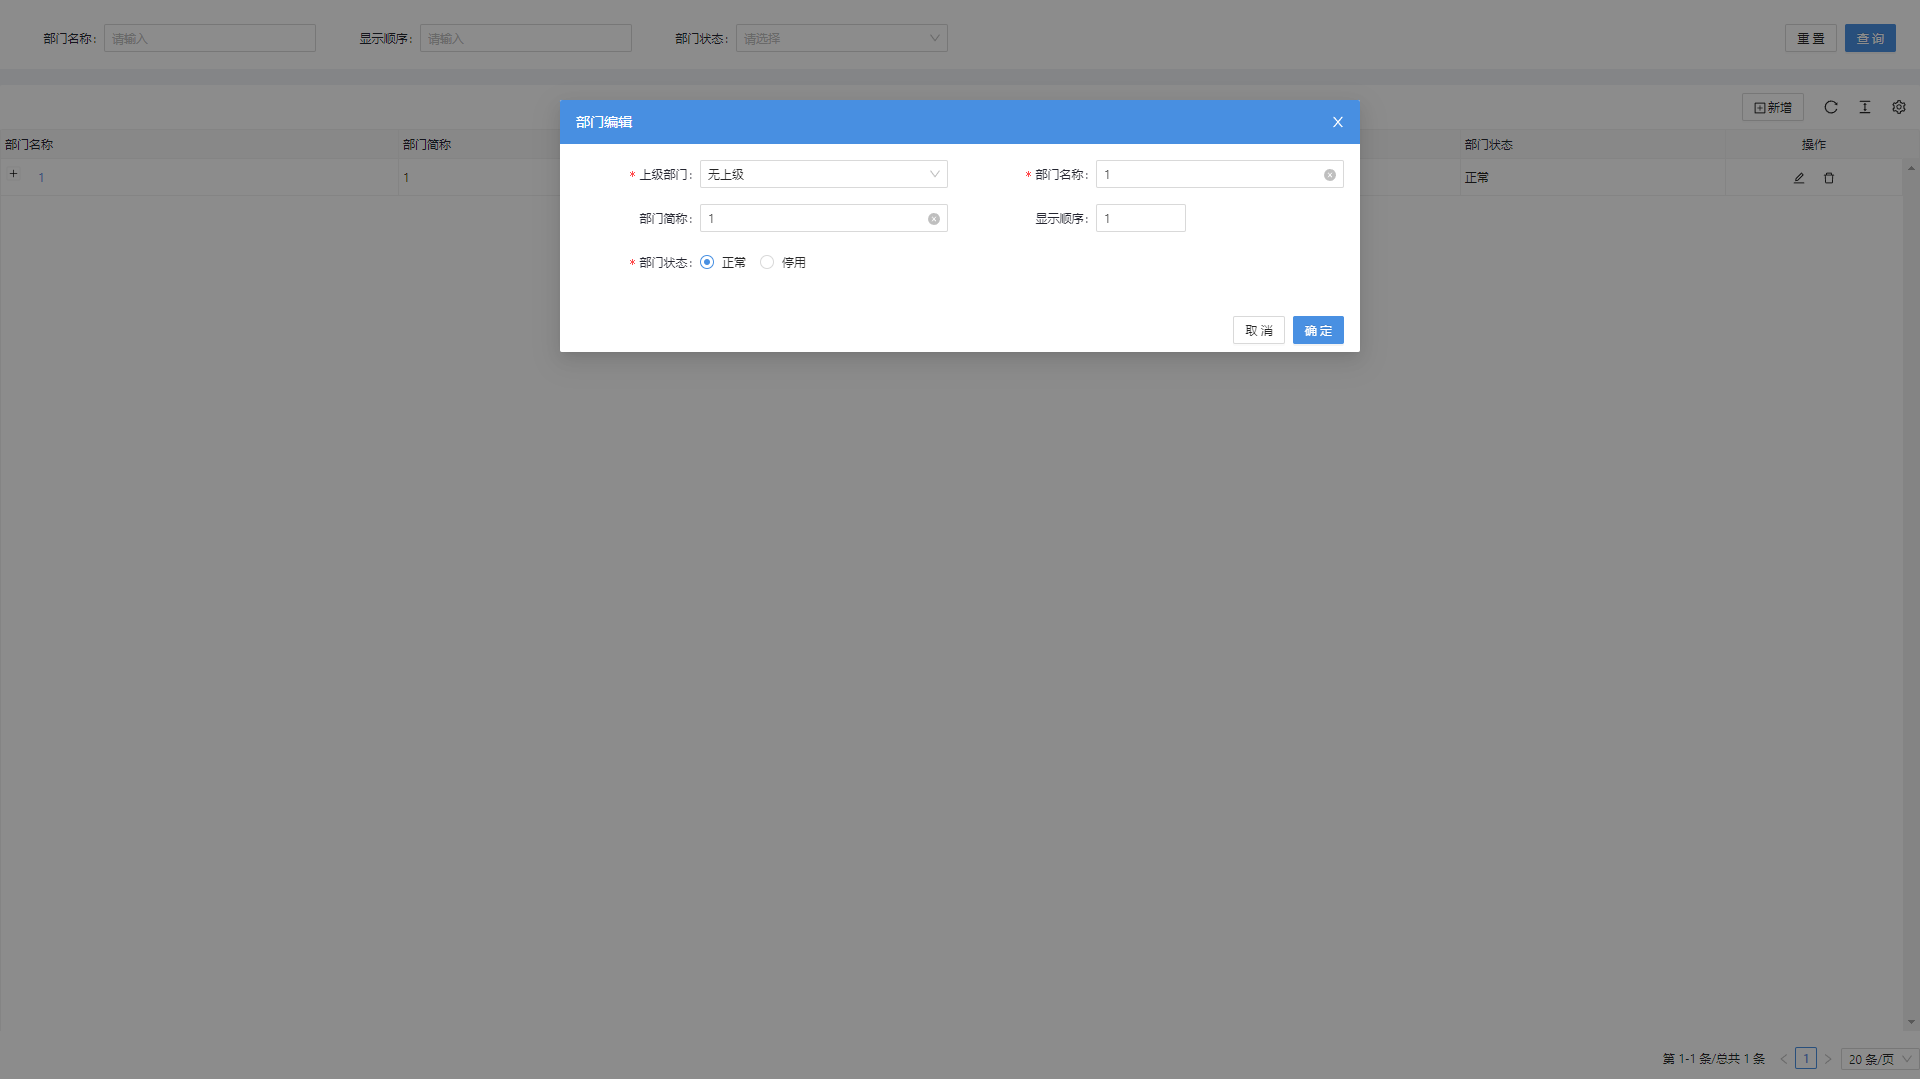 部门名称: 请输入 显示顺序: 请输入 部门状态: 请选择 重 置 查 询
新增
部门名称 部门简称 部门状态 操作
1 1 正常
部门编辑
* 上级部门: 无上级 * 部门名称: 1
部门简称: 1 显示顺序: 1
* 部门状态: 正常 停用
取 消 确 定
第 1-1 条/总共 1 条 < 1 > 20 条/页